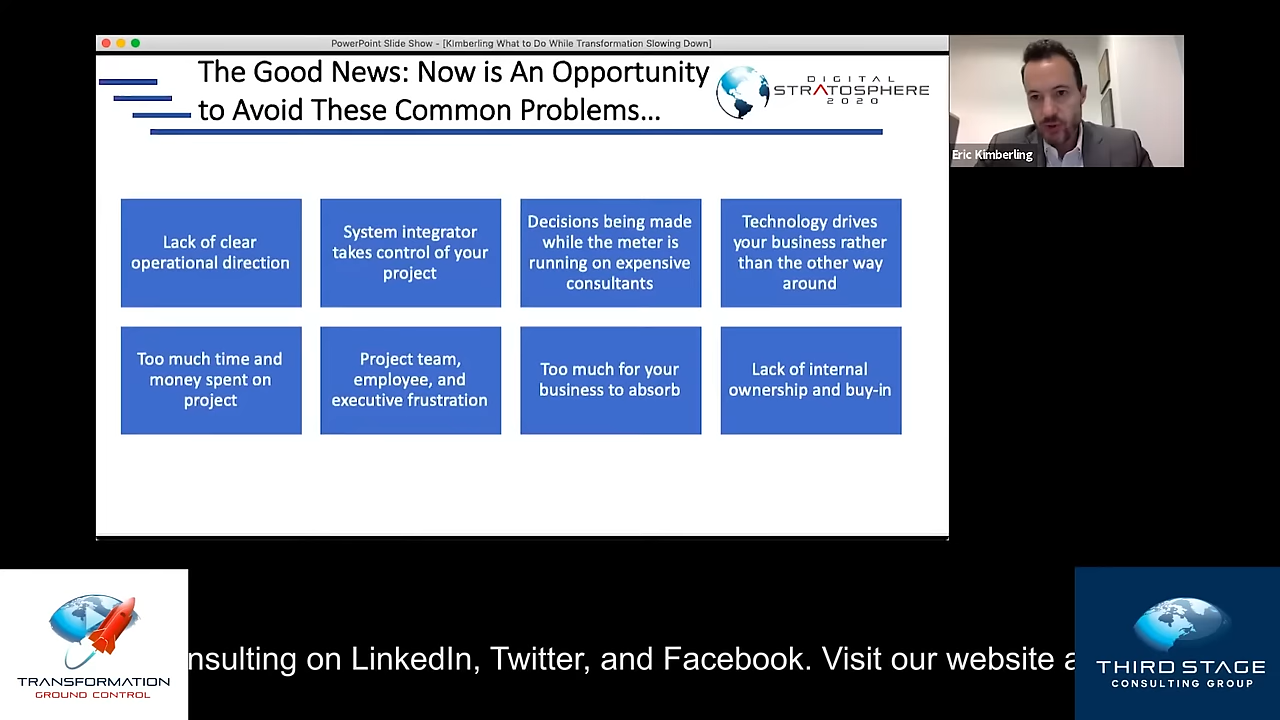 PowerPoint Slide Show - [Kimberling What to Do While Transformation Slowing Down]
The Good News: Now is An Opportunity
to Avoid These Common Problems...
DIGITAL
STRATOSPHERE
2020
Eric Kimberling
Lack of clear
operational direction
System integrator
takes control of your
project
Decisions being made
while the meter is
running on expensive
consultants
Technology drives
your business rather
than the other way
around
Too much time and
money spent on
project
Project team,
employee, and
executive frustration
Too much for your
business to absorb
Lack of internal
ownership and buy-in
TRANSFORMATION
GROUND CONTROL
nsulting on LinkedIn, Twitter, and Facebook. Visit our website a
THIRD STAGE
CONSULTING GROUP